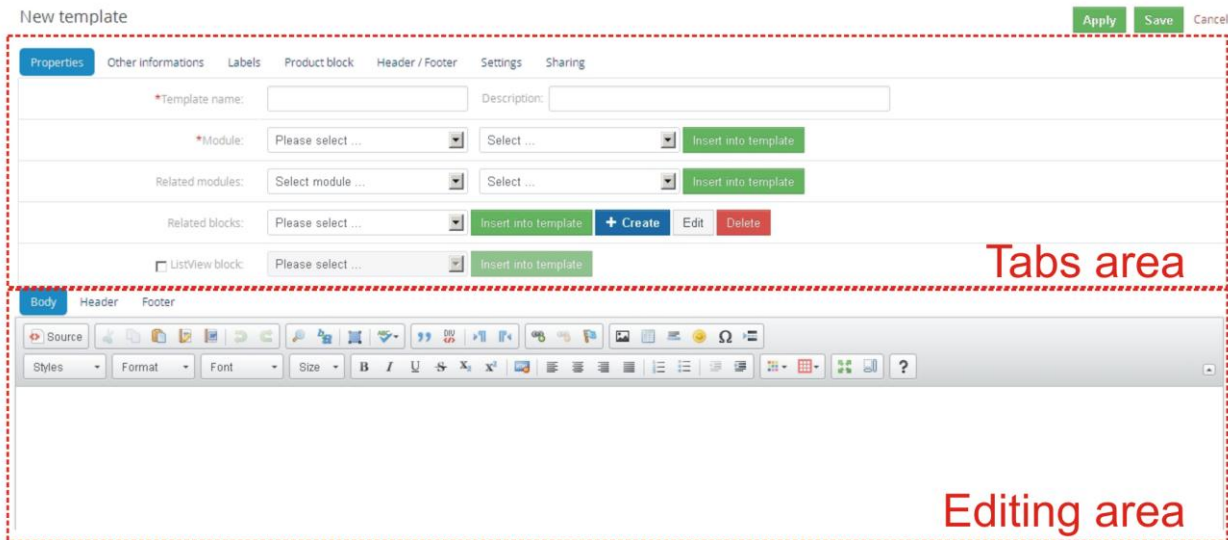 New template Apply Save Cancel
Properties Other informations Labels Product block Header / Footer Settings Sharing
*Template name: Description:
*Module: Please select ... Select ... Insert into template
Related modules: Select module ... Select ... Insert into template
Related blocks: Please select ... Insert into template + Create Edit Delete
ListView block: Please select ... Insert into template
Tabs area
Body Header Footer
Source
Styles Format Font Size B I U S X₂ X² ?
Editing area